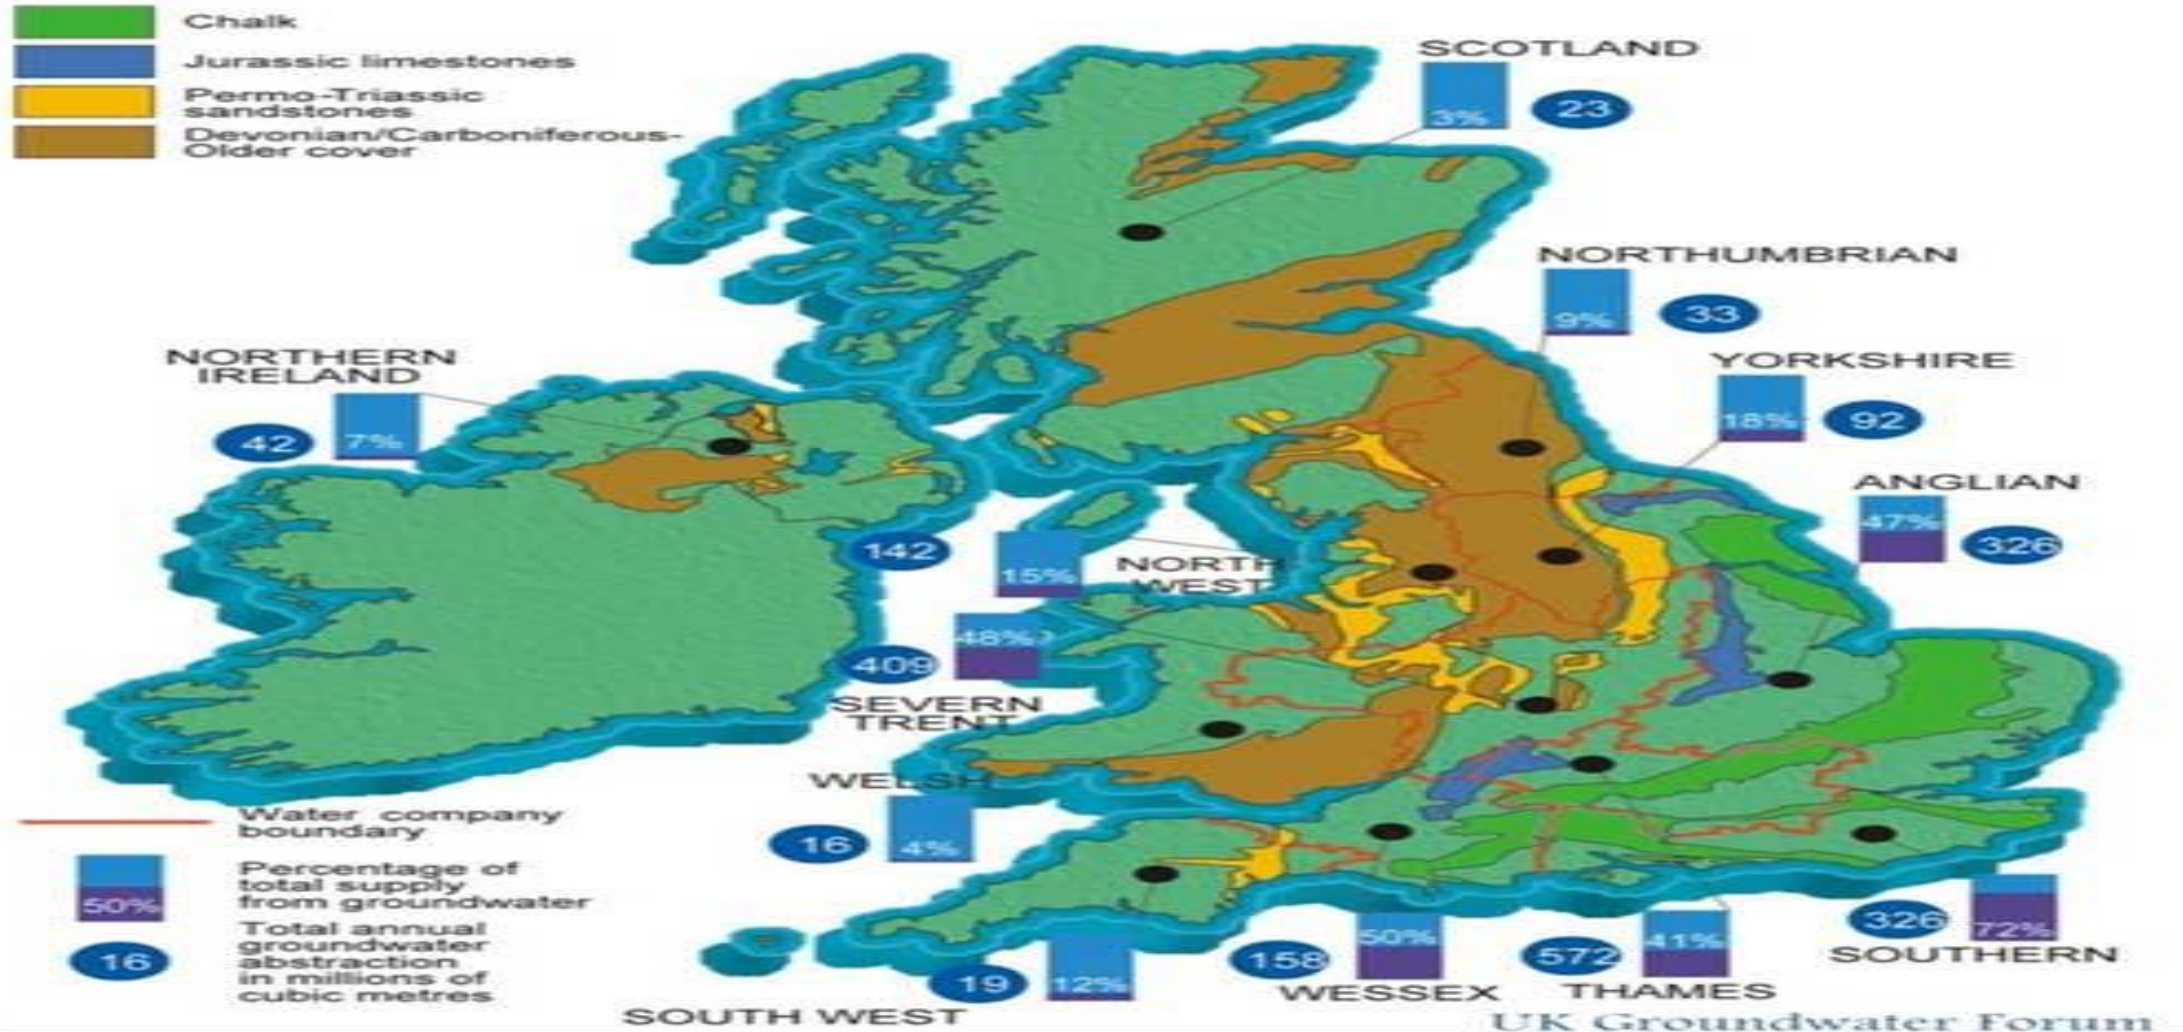 Chalk
Jurassic limestones
Permo-Triassic
sandstones
Devonian/Carboniferous-
Older cover
SCOTLAND
3%
23
NORTHUMBRIAN
9%
33
NORTHERN
IRELAND
42
7%
YORKSHIRE
18%
92
ANGLIAN
47%
326
142
15%
NORTH
WEST
48%
409
SEVERN
TRENT
WELSH
16
4%
Water company
boundary
Percentage of
total supply
from groundwater
50%
Total annual
groundwater
abstraction
in millions of
cubic metres
16
SOUTH WEST
19
12%
158
50%
WESSEX
572
41%
THAMES
326
72%
SOUTHERN
UK Groundwater Forum